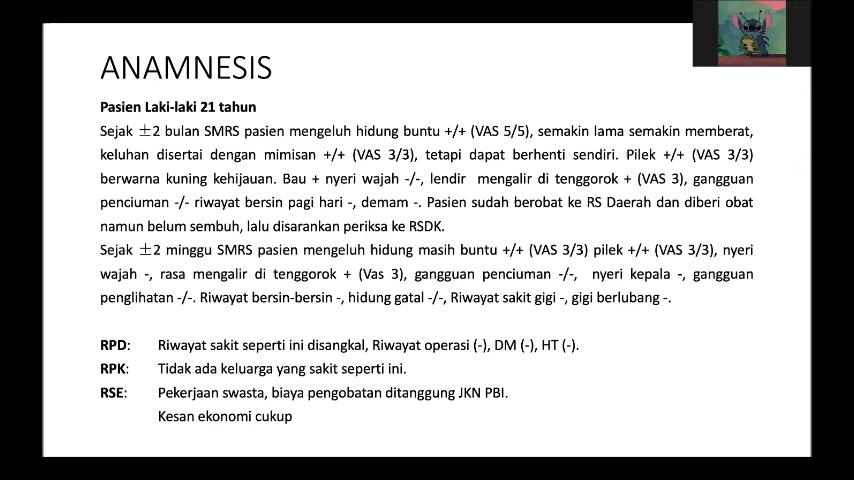 ANAMNESIS
Pasien Laki-laki 21 tahun
Sejak ±2 bulan SMRS pasien mengeluh hidung buntu +/+ (VAS 5/5), semakin lama semakin memberat,
keluhan disertai dengan mimisan +/+ (VAS 3/3), tetapi dapat berhenti sendiri. Pilek +/+ (VAS 3/3)
berwarna kuning kehijauan. Bau + nyeri wajah -/-, lendir mengalir di tenggorok + (VAS 3), gangguan
penciuman -/- riwayat bersin pagi hari -, demam -. Pasien sudah berobat ke RS Daerah dan diberi obat
namun belum sembuh, lalu disarankan periksa ke RSDK.
Sejak ±2 minggu SMRS pasien mengeluh hidung masih buntu +/+ (VAS 3/3) pilek +/+ (VAS 3/3), nyeri
wajah -, rasa mengalir di tenggorok + (Vas 3), gangguan penciuman -/-, nyeri kepala -, gangguan
penglihatan -/-. Riwayat bersin-bersin -, hidung gatal -/-, Riwayat sakit gigi -, gigi berlubang -.
RPD: Riwayat sakit seperti ini disangkal, Riwayat operasi (-), DM (-), HT (-).
RPK: Tidak ada keluarga yang sakit seperti ini.
RSE: Pekerjaan swasta, biaya pengobatan ditanggung JKN PBI.
Kesan ekonomi cukup